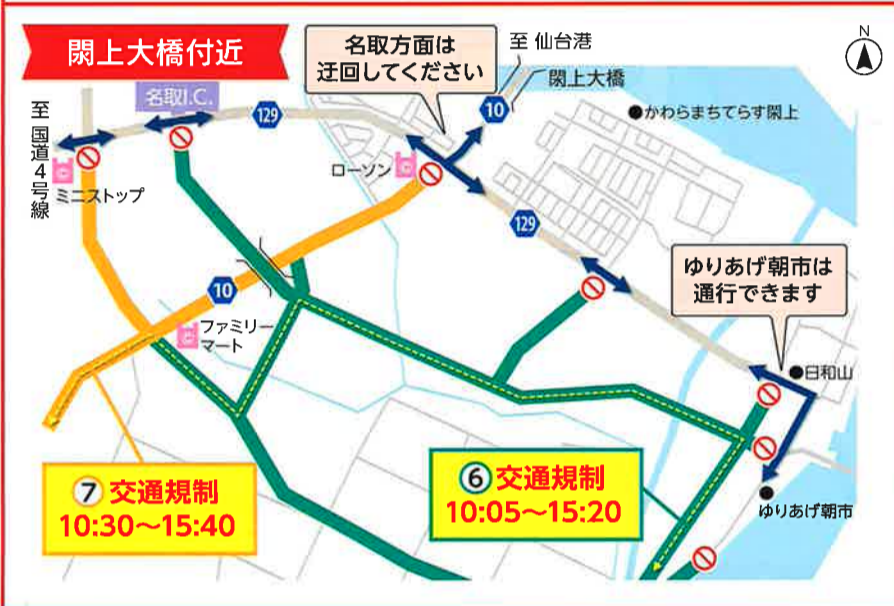 閖上大橋付近
名取方面は
迂回してください
至 仙台港
閖上大橋
N
至 国道4号線
名取I.C.
129
10
かわらまちてらす閖上
ミニストップ
ローソン
129
ゆりあげ朝市は
通行できます
10
ファミリー
マート
日和山
⑦ 交通規制
10:30～15:40
⑥ 交通規制
10:05～15:20
ゆりあげ朝市